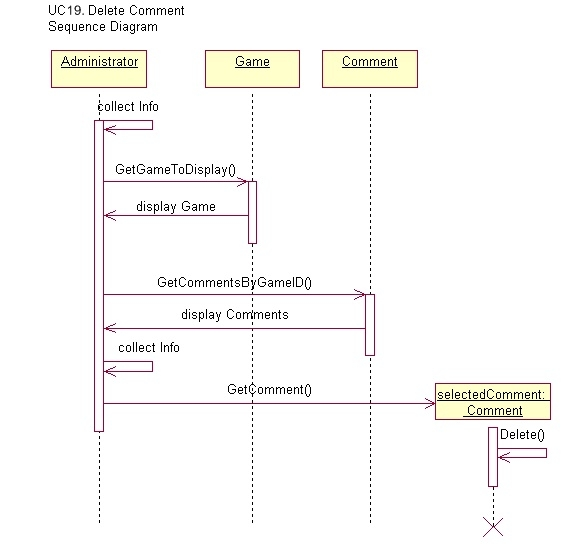 UC19. Delete Comment
Sequence Diagram
Administrator
Game
Comment
collect Info
GetGameToDisplay()
display Game
GetCommentsByGameID()
display Comments
collect Info
GetComment()
selectedComment:
Comment
Delete()